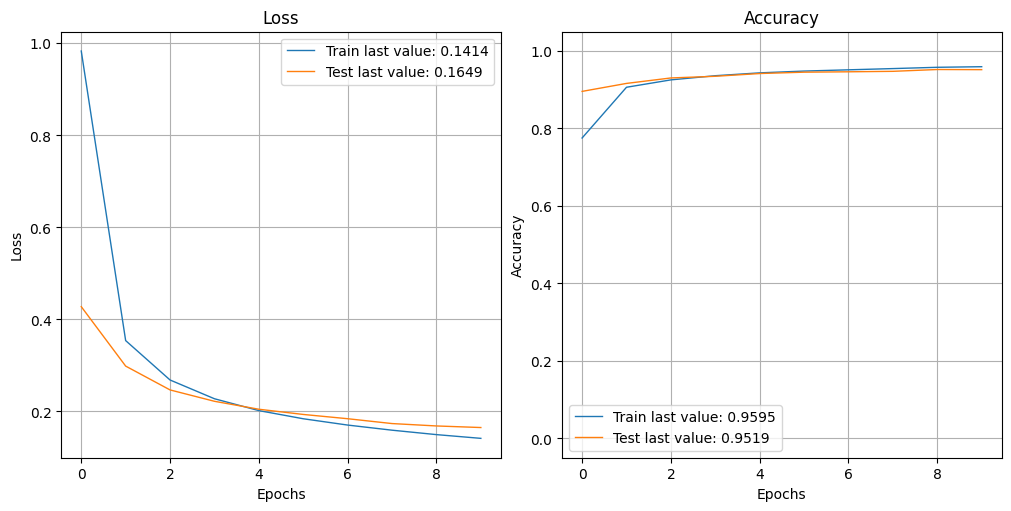 Loss
Train last value: 0.1414
Test last value: 0.1649
1.0
0.8
0.6
0.4
0.2
Loss
0 2 4 6 8
Epochs
Accuracy
1.0
0.8
0.6
0.4
0.2
0.0
Accuracy
Train last value: 0.9595
Test last value: 0.9519
0 2 4 6 8
Epochs